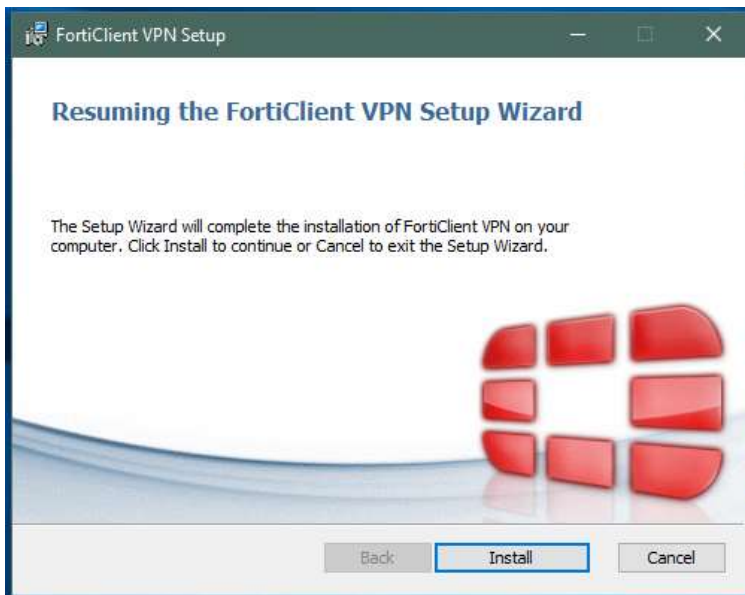 FortiClient VPN Setup
Resuming the FortiClient VPN Setup Wizard
The Setup Wizard will complete the installation of FortiClient VPN on your
computer. Click Install to continue or Cancel to exit the Setup Wizard.
Back Install Cancel